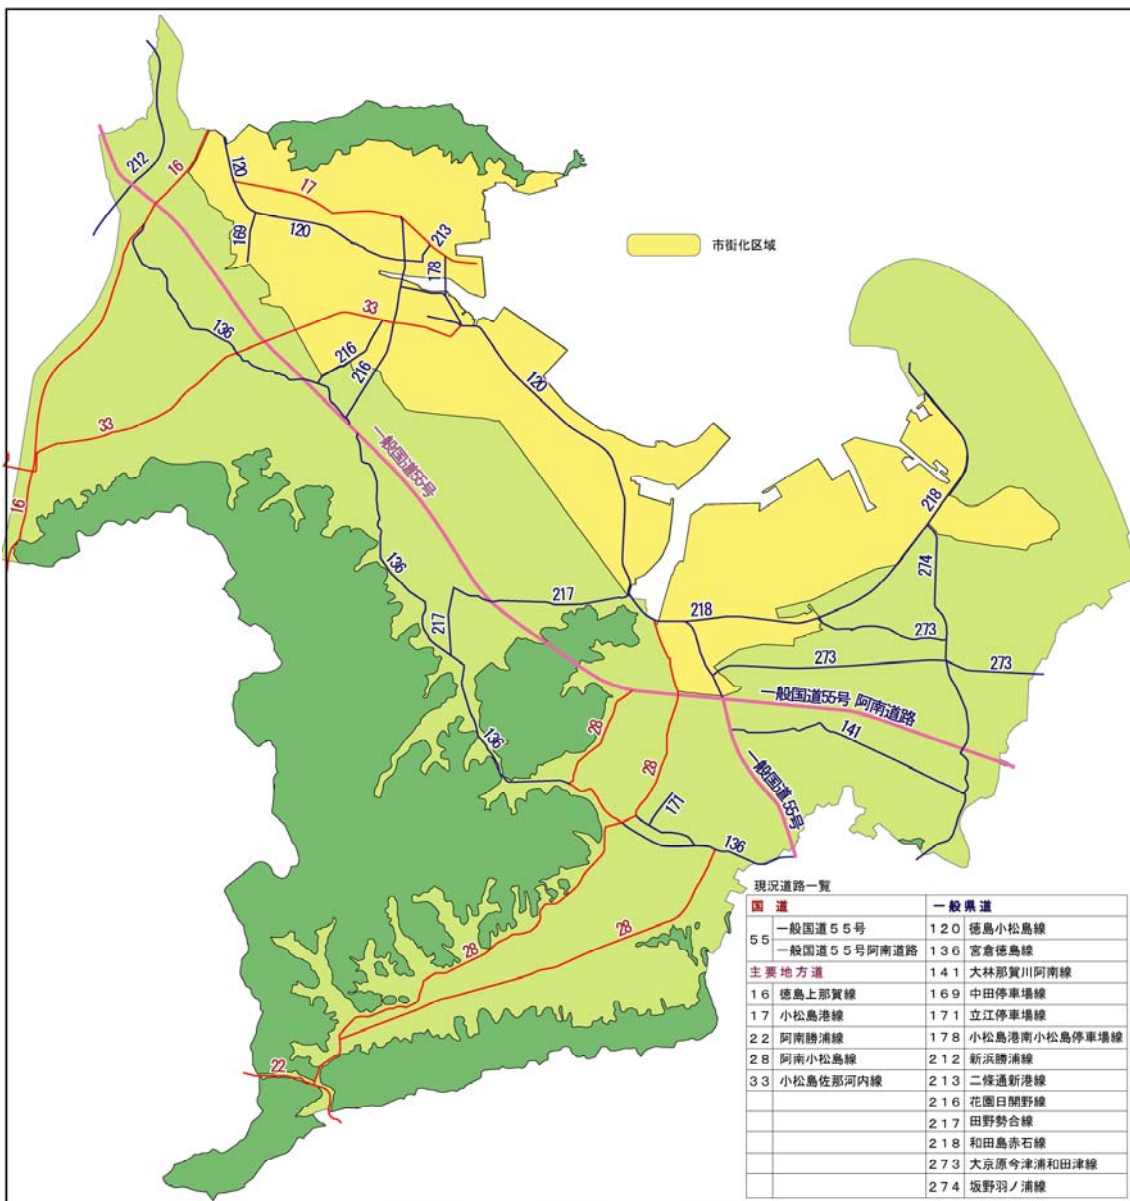 212
16
120
17
169
120
213
178
市街化区域
33
136
216
216
120
33
一般国道55号
16
218
136
274
217
217
218
273
273
273
一般国道55号 阿南道路
136
28
28
141
一般国道 55号
171
136
28
28
22
現況道路一覧
国道 一般県道
55 一般国道55号 120 徳島小松島線
一般国道55号阿南道路 136 宮倉徳島線
主要地方道 141 大林那賀川阿南線
16 徳島上那賀線 169 中田停車場線
17 小松島港線 171 立江停車場線
22 阿南勝浦線 178 小松島港南小松島停車場線
28 阿南小松島線 212 新浜勝浦線
33 小松島佐那河内線 213 二條通新港線
216 花園日開野線
217 田野勢合線
218 和田島赤石線
273 大京原今津浦和田津線
274 坂野羽ノ浦線